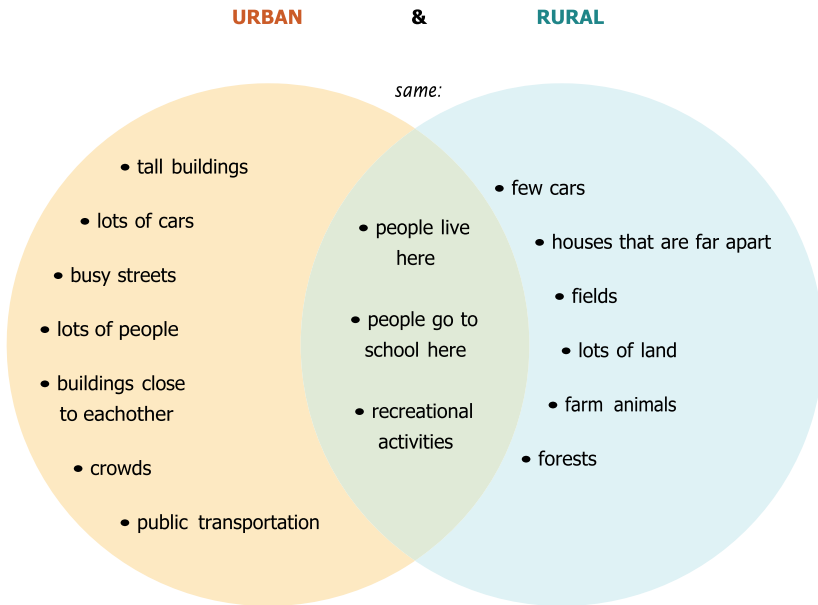 URBAN & RURAL
same:
• tall buildings
• lots of cars
• busy streets
• lots of people
• buildings close
to eachother
• crowds
• public transportation
• people live
here
• people go to
school here
• recreational
activities
• few cars
• houses that are far apart
• fields
• lots of land
• farm animals
• forests